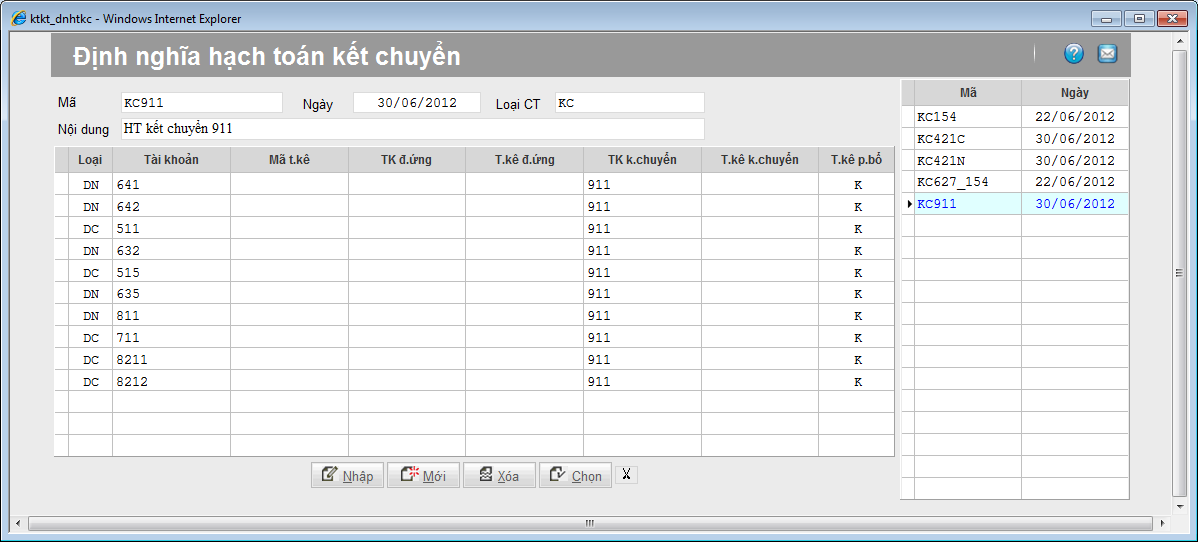 ktkt_dnhtkc - Windows Internet Explorer
Định nghĩa hạch toán kết chuyển
Mã KC911 Ngày 30/06/2012 Loại CT KC
Nội dung HT kết chuyển 911
Loại Tài khoản Mã t.kê TK đ.ứng T.kê đ.ứng TK k.chuyển T.kê k.chuyển T.kê p.bổ
DN 641 911 K
DN 642 911 K
DC 511 911 K
DN 632 911 K
DC 515 911 K
DN 635 911 K
DN 811 911 K
DC 711 911 K
DC 8211 911 K
DC 8212 911 K
Nhập Mới Xóa Chọn X
Mã Ngày
KC154 22/06/2012
KC421C 30/06/2012
KC421N 30/06/2012
KC627_154 22/06/2012
KC911 30/06/2012